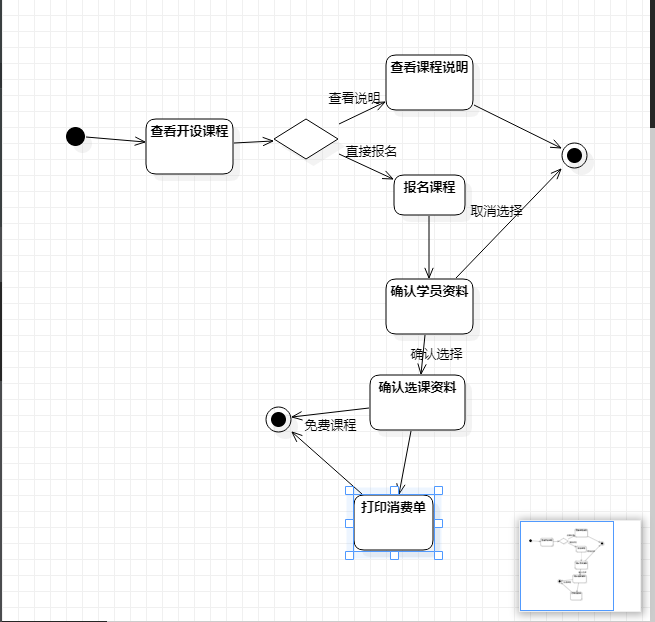 查看课程说明
查看说明
查看开设课程
直接报名
报名课程
取消选择
确认学员资料
确认选择
确认选课资料
免费课程
打印消费单